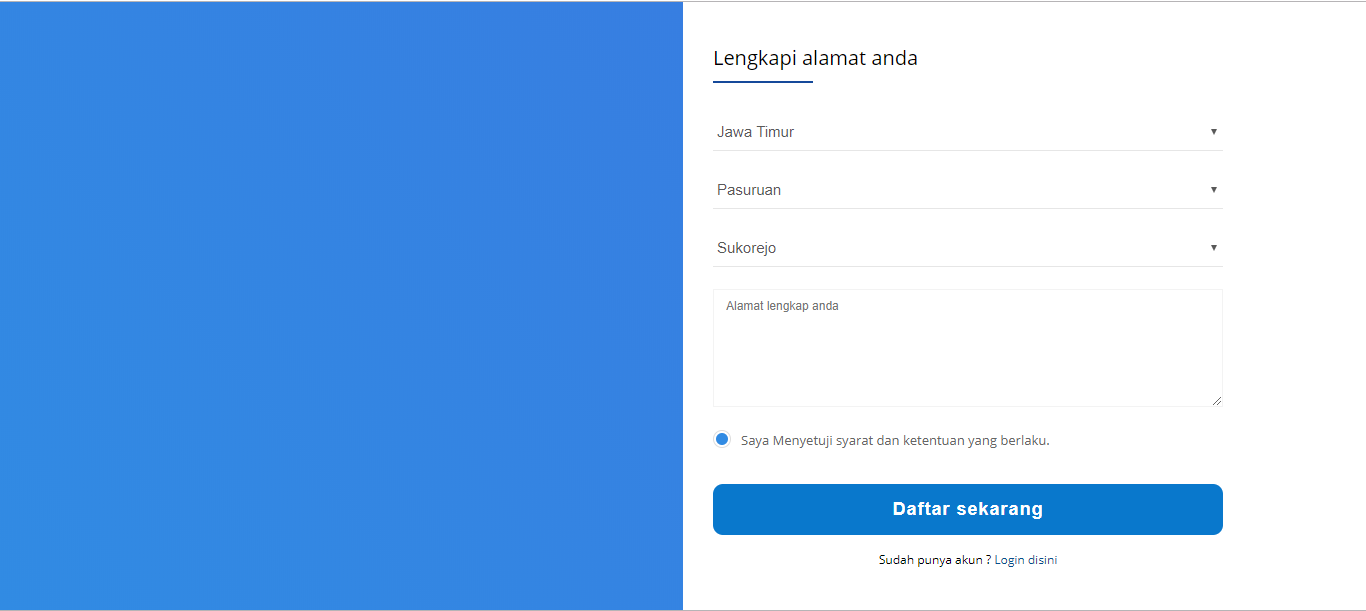 Lengkapi alamat anda
Jawa Timur
Pasuruan
Sukorejo
Alamat lengkap anda
Saya Menyetuji syarat dan ketentuan yang berlaku.
Daftar sekarang
Sudah punya akun ? Login disini